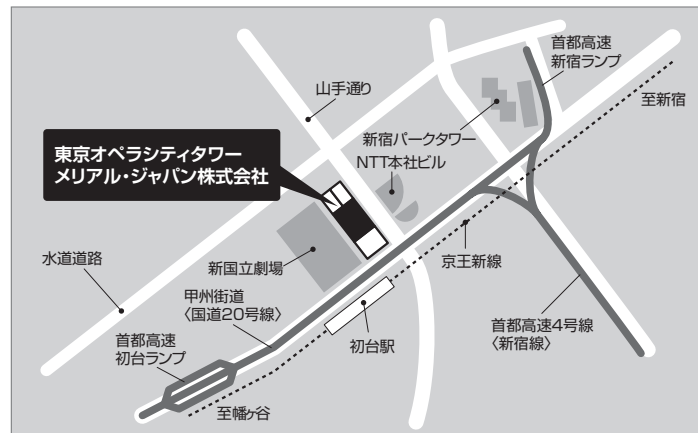 首都高速
新宿ランプ
山手通り
至新宿
新宿パークタワー
NTT本社ビル
東京オペラシティタワー
メリアル・ジャパン株式会社
京王新線
新国立劇場
水道道路
甲州街道
〈国道20号線〉
首都高速4号線
〈新宿線〉
初台駅
首都高速
初台ランプ
至幡ヶ谷